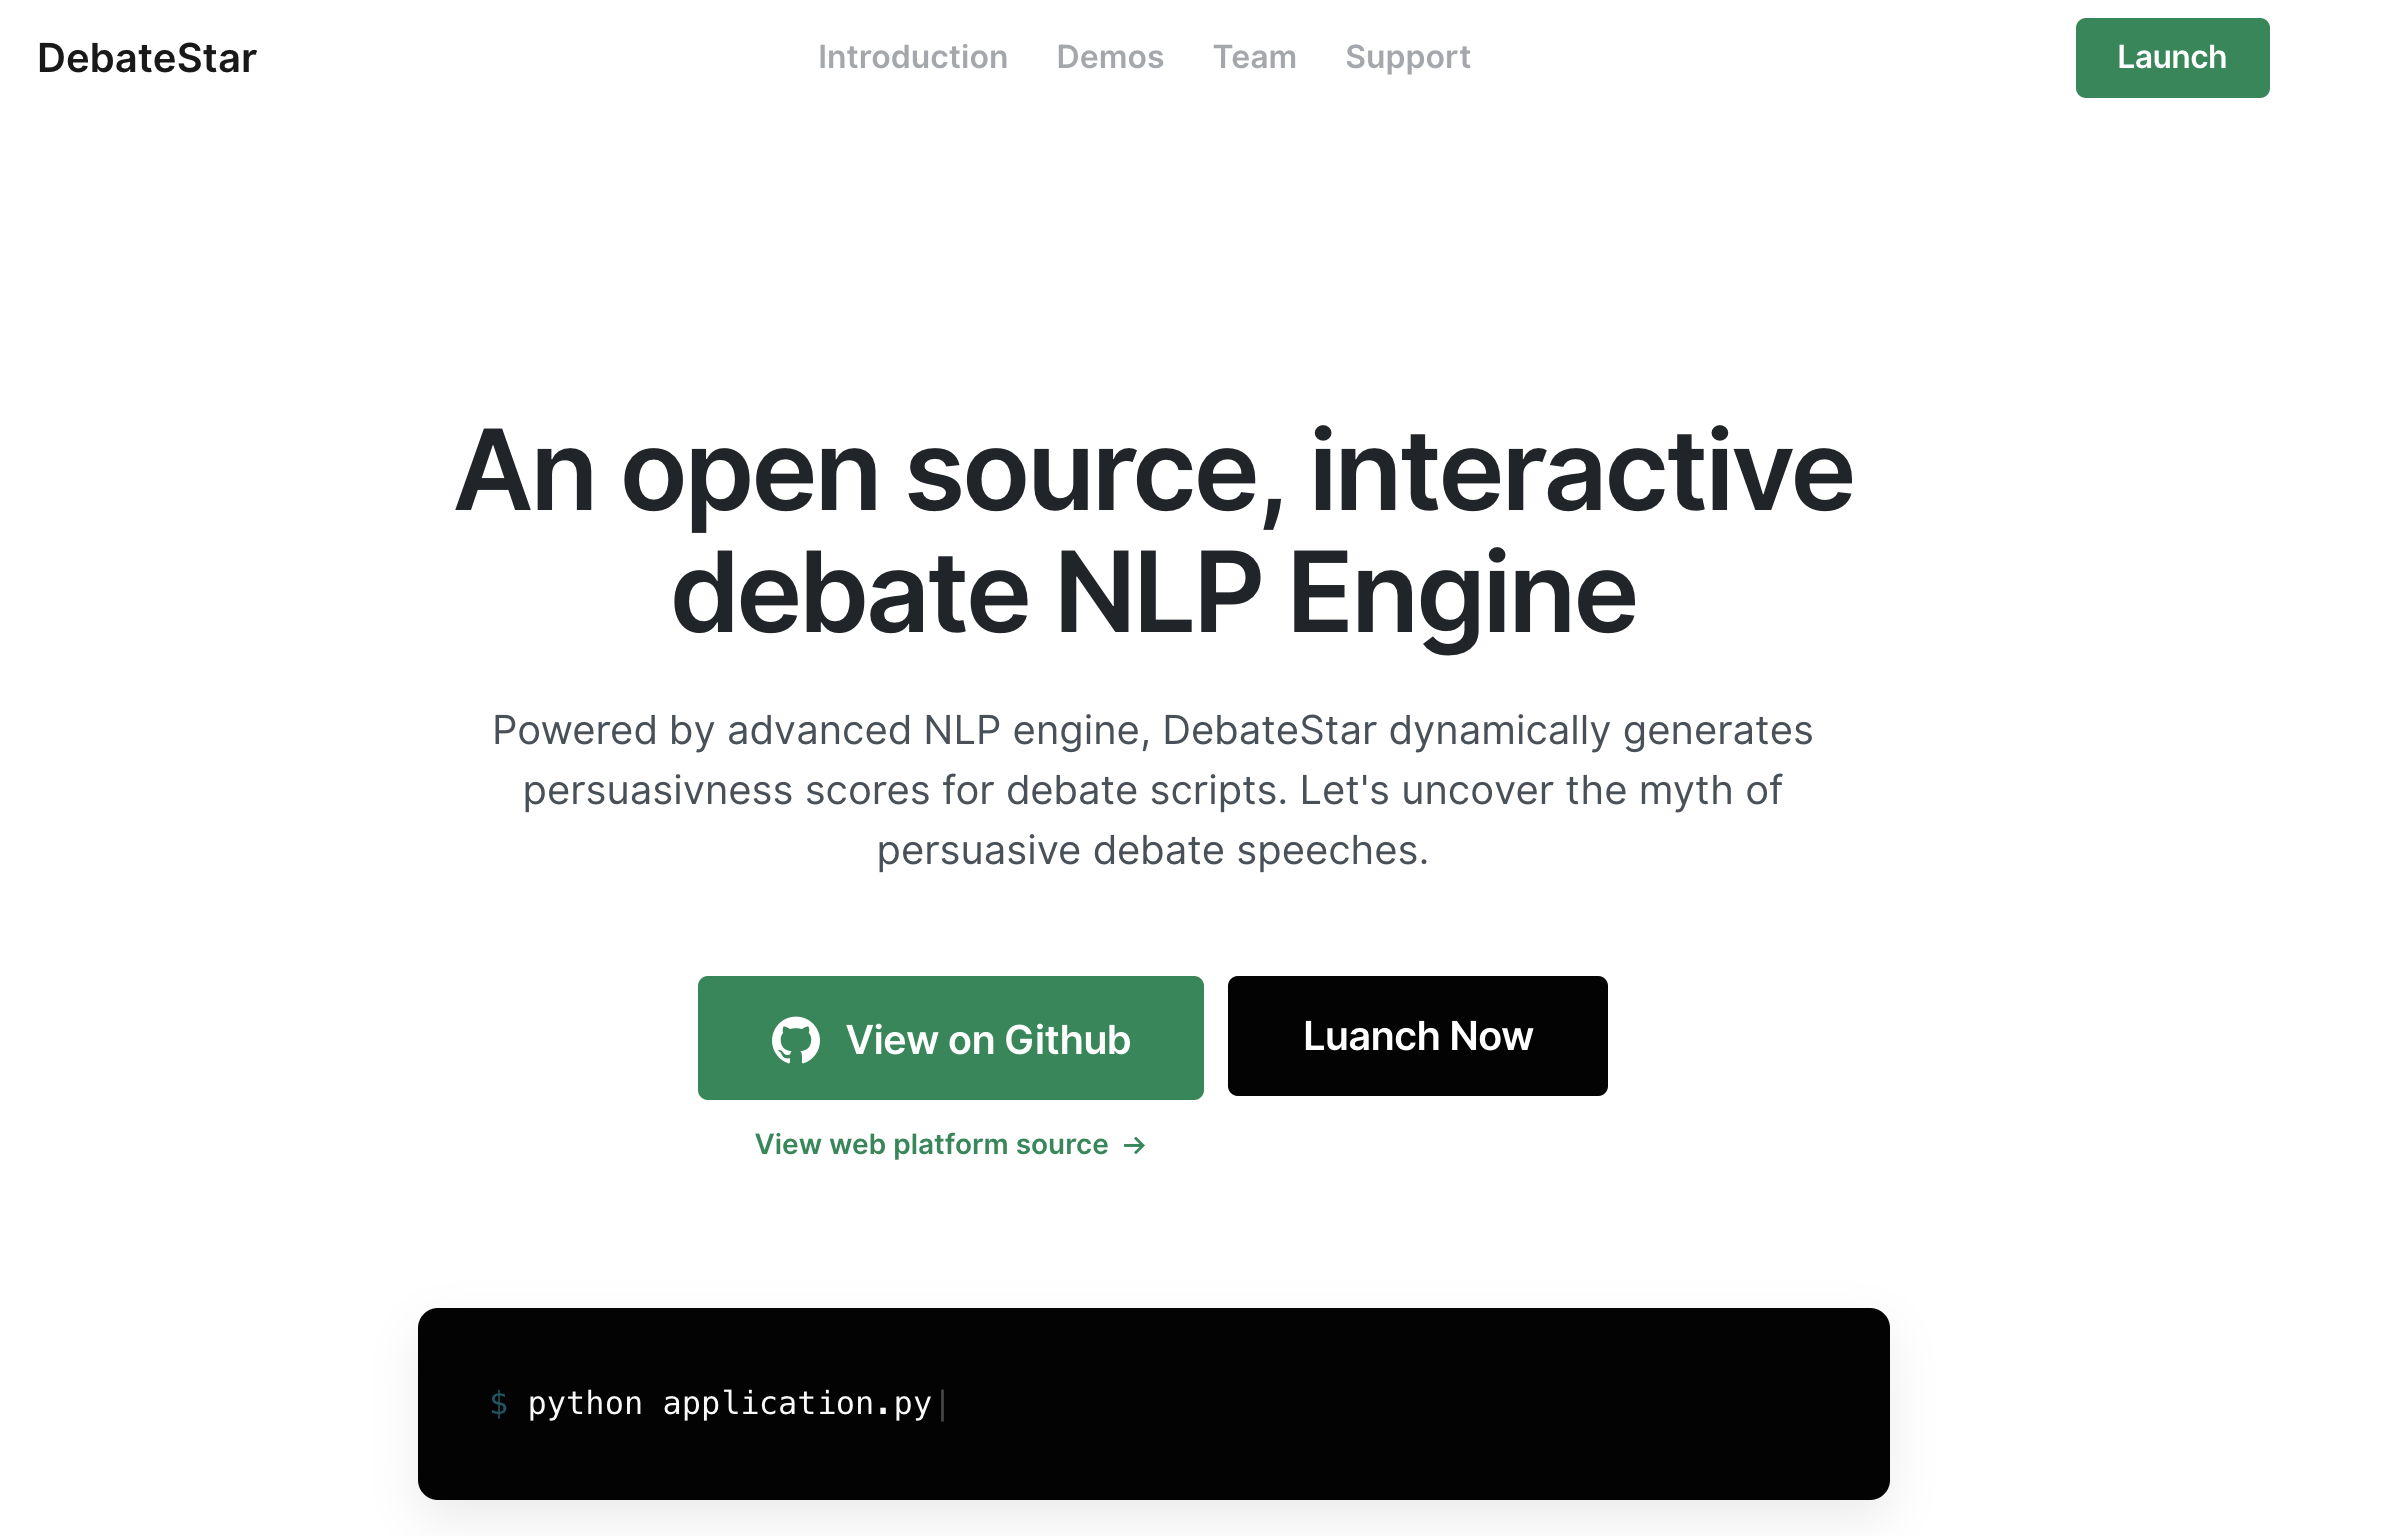 DebateStar
Introduction Demos Team Support
Launch
An open source, interactive
debate NLP Engine
Powered by advanced NLP engine, DebateStar dynamically generates
persuasivness scores for debate scripts. Let's uncover the myth of
persuasive debate speeches.
View on Github
Luanch Now
View web platform source →
$ python application.py|